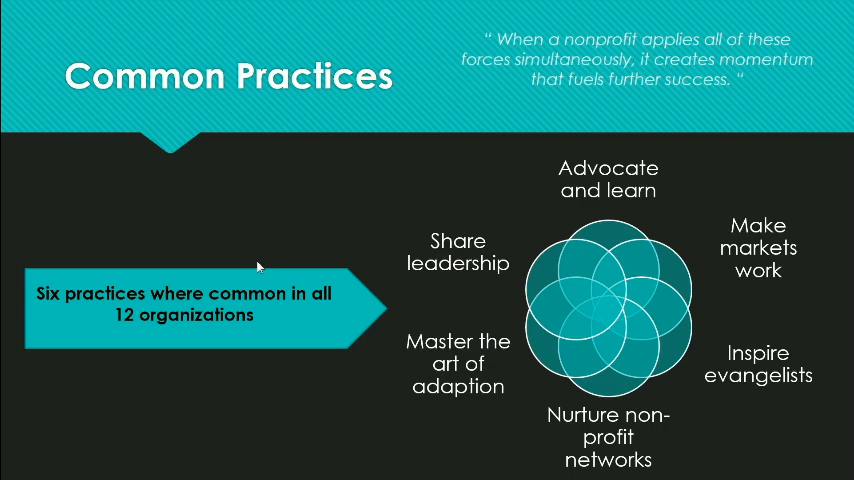 Common Practices
“ When a nonprofit applies all of these
forces simultaneously, it creates momentum
that fuels further success. “
Six practices where common in all
12 organizations
Advocate
and learn
Make
markets
work
Inspire
evangelists
Nurture non-
profit
networks
Master the
art of
adaption
Share
leadership